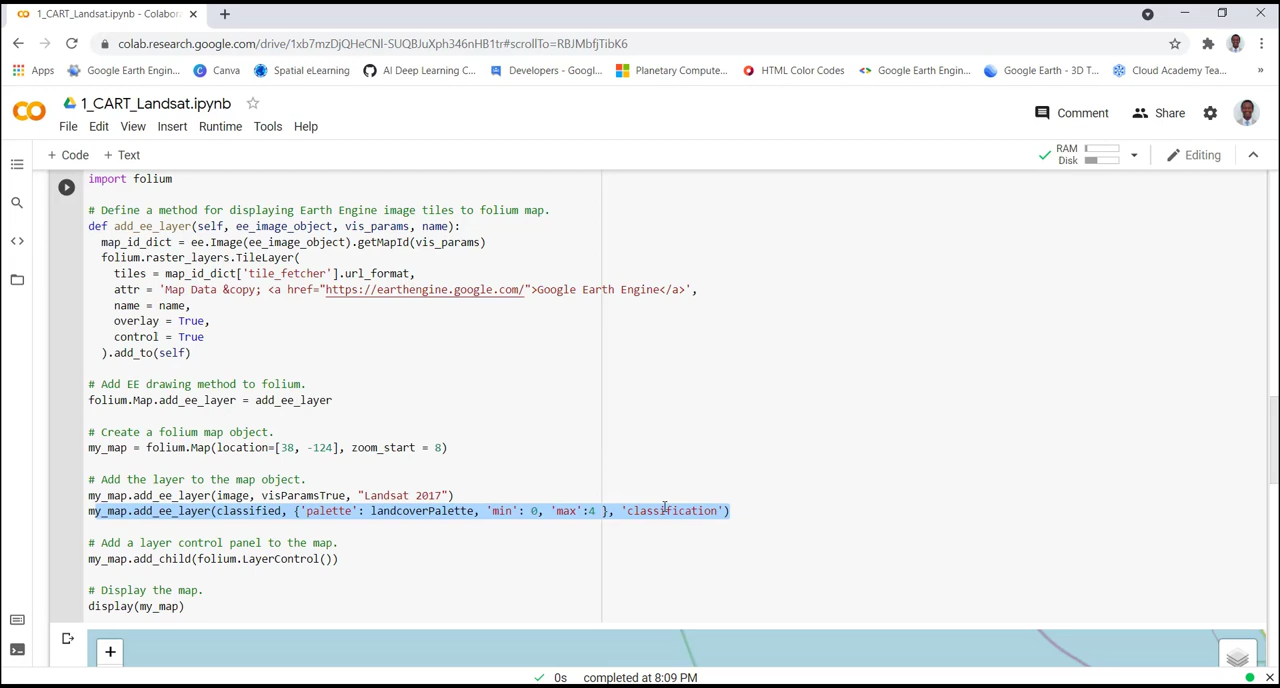 1_CART_Landsat.ipynb - Colabora
colab.research.google.com/drive/1xb7mzDjQHeCNl-SUQBJuXph346nHB1tr#scrollTo=RBJMbfjTibK6
Apps Google Earth Engin... Canva Spatial eLearning AI Deep Learning C... Developers - Googl... Planetary Compute... HTML Color Codes Google Earth Engin... Google Earth - 3D T... Cloud Academy Tea... »
1_CART_Landsat.ipynb
Comment Share
File Edit View Insert Runtime Tools Help
+ Code + Text
RAM
Disk
Editing
import folium
# Define a method for displaying Earth Engine image tiles to folium map.
def add_ee_layer(self, ee_image_object, vis_params, name):
map_id_dict = ee.Image(ee_image_object).getMapId(vis_params)
folium.raster_layers.TileLayer(
tiles = map_id_dict['tile_fetcher'].url_format,
attr = 'Map Data &copy; <a href="https://earthengine.google.com/">Google Earth Engine</a>',
name = name,
overlay = True,
control = True
).add_to(self)
# Add EE drawing method to folium.
folium.Map.add_ee_layer = add_ee_layer
# Create a folium map object.
my_map = folium.Map(location=[38, -124], zoom_start = 8)
# Add the layer to the map object.
my_map.add_ee_layer(image, visParamsTrue, "Landsat 2017")
my_map.add_ee_layer(classified, {'palette': landcoverPalette, 'min': 0, 'max':4 }, 'classification')
# Add a layer control panel to the map.
my_map.add_child(folium.LayerControl())
# Display the map.
display(my_map)
+
0s completed at 8:09 PM